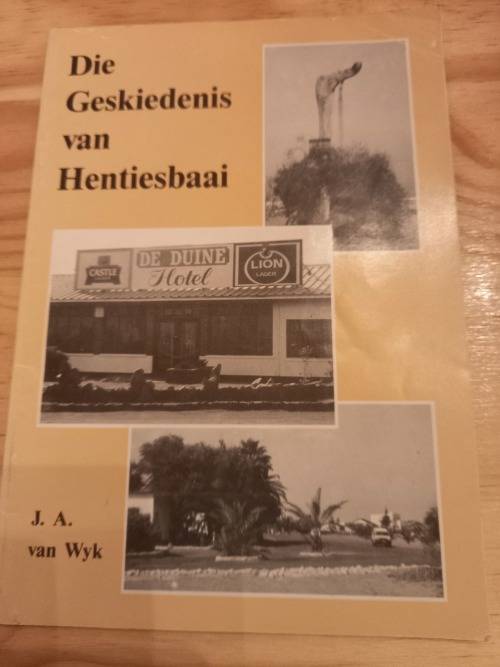 Die
Geskiedenis
van
Hentiesbaai
CASTLE
DE DUINE
Hotel
LION
LAGER
J. A.
van Wyk